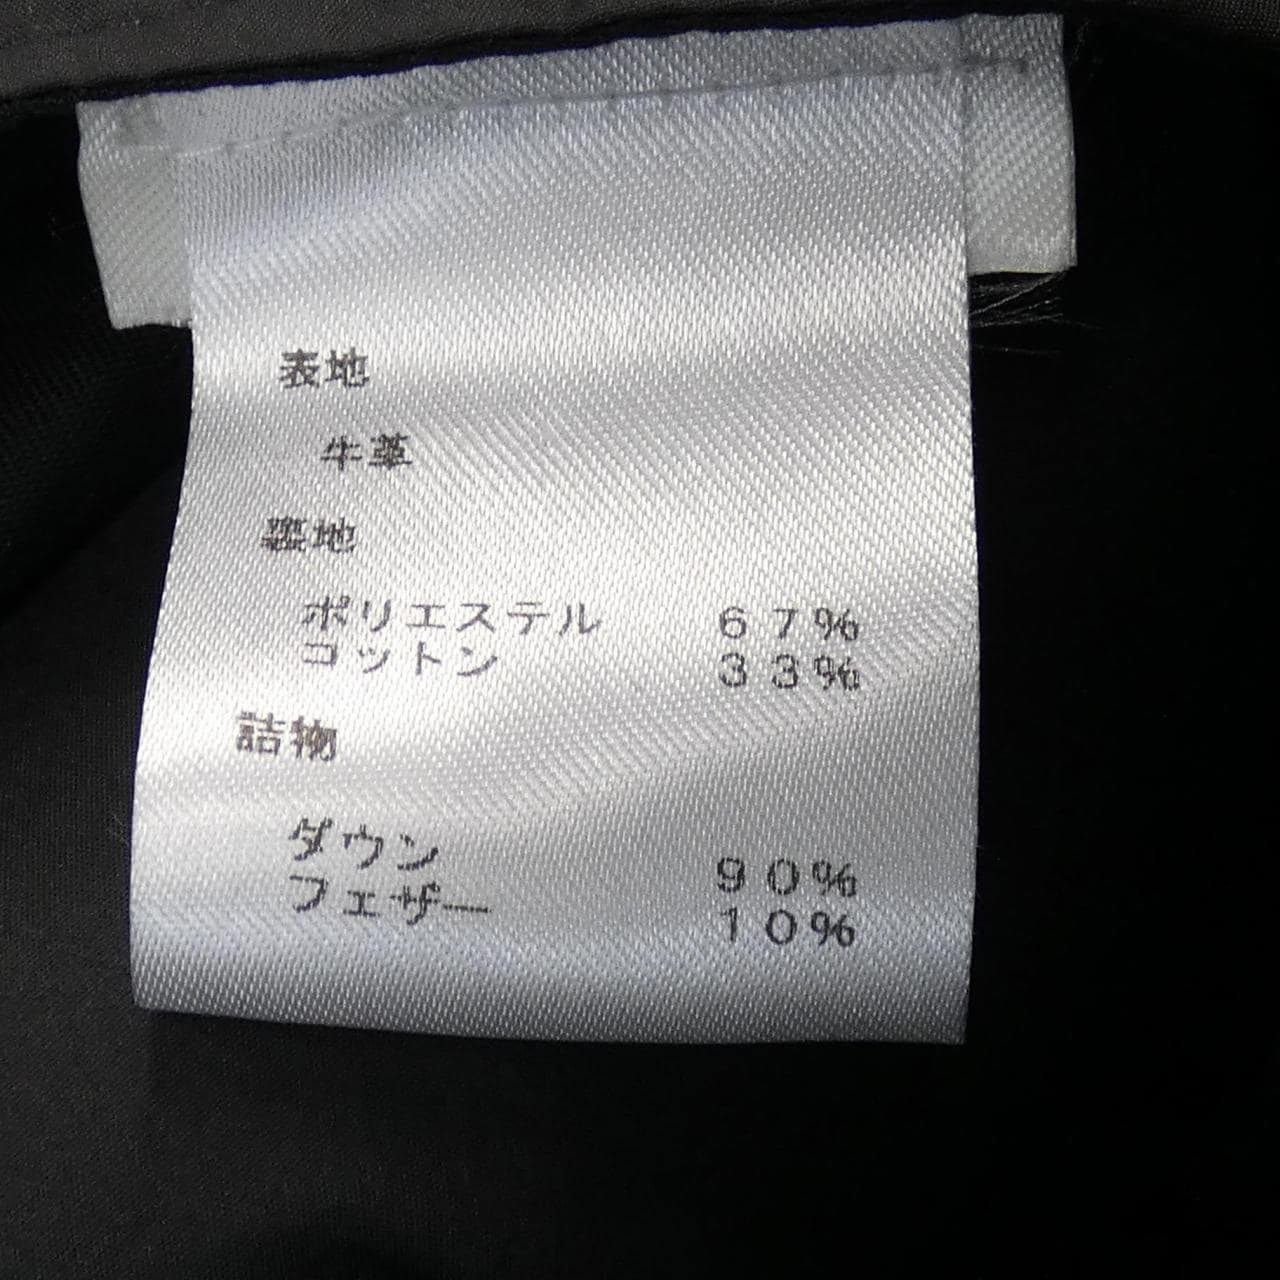 表地
牛革
裏地
ポリエステル ６７％
コットン ３３％
詰物
ダウン ９０％
フェザー １０％